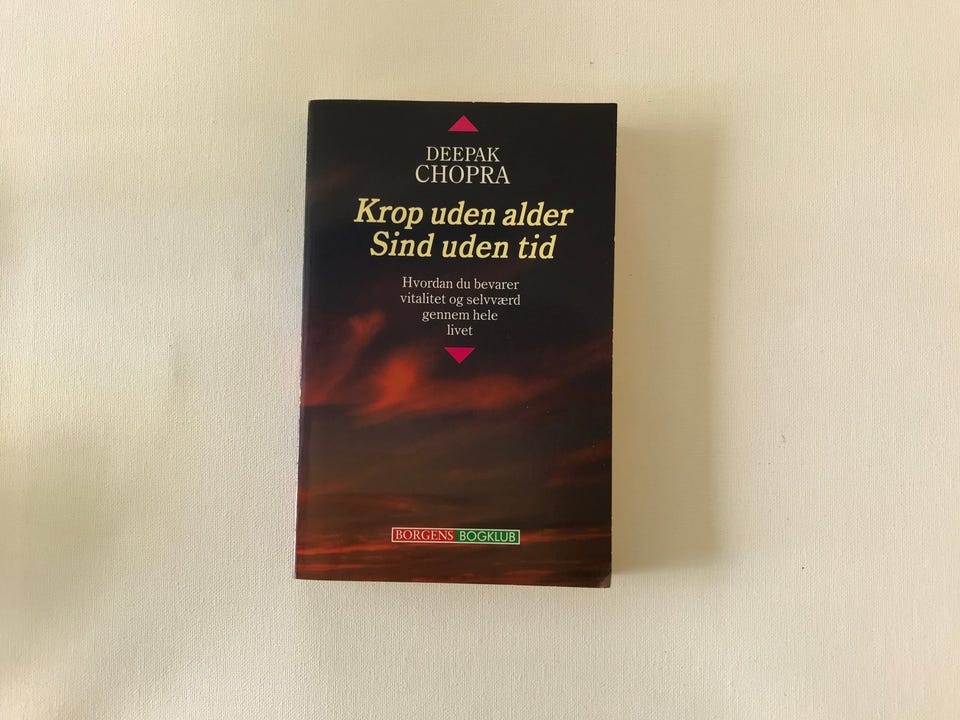 DEEPAK
CHOPRA
Krop uden alder
Sind uden tid
Hvordan du bevarer
vitalitet og selvværd
gennem hele
livet
BORGENS BOGKLUB